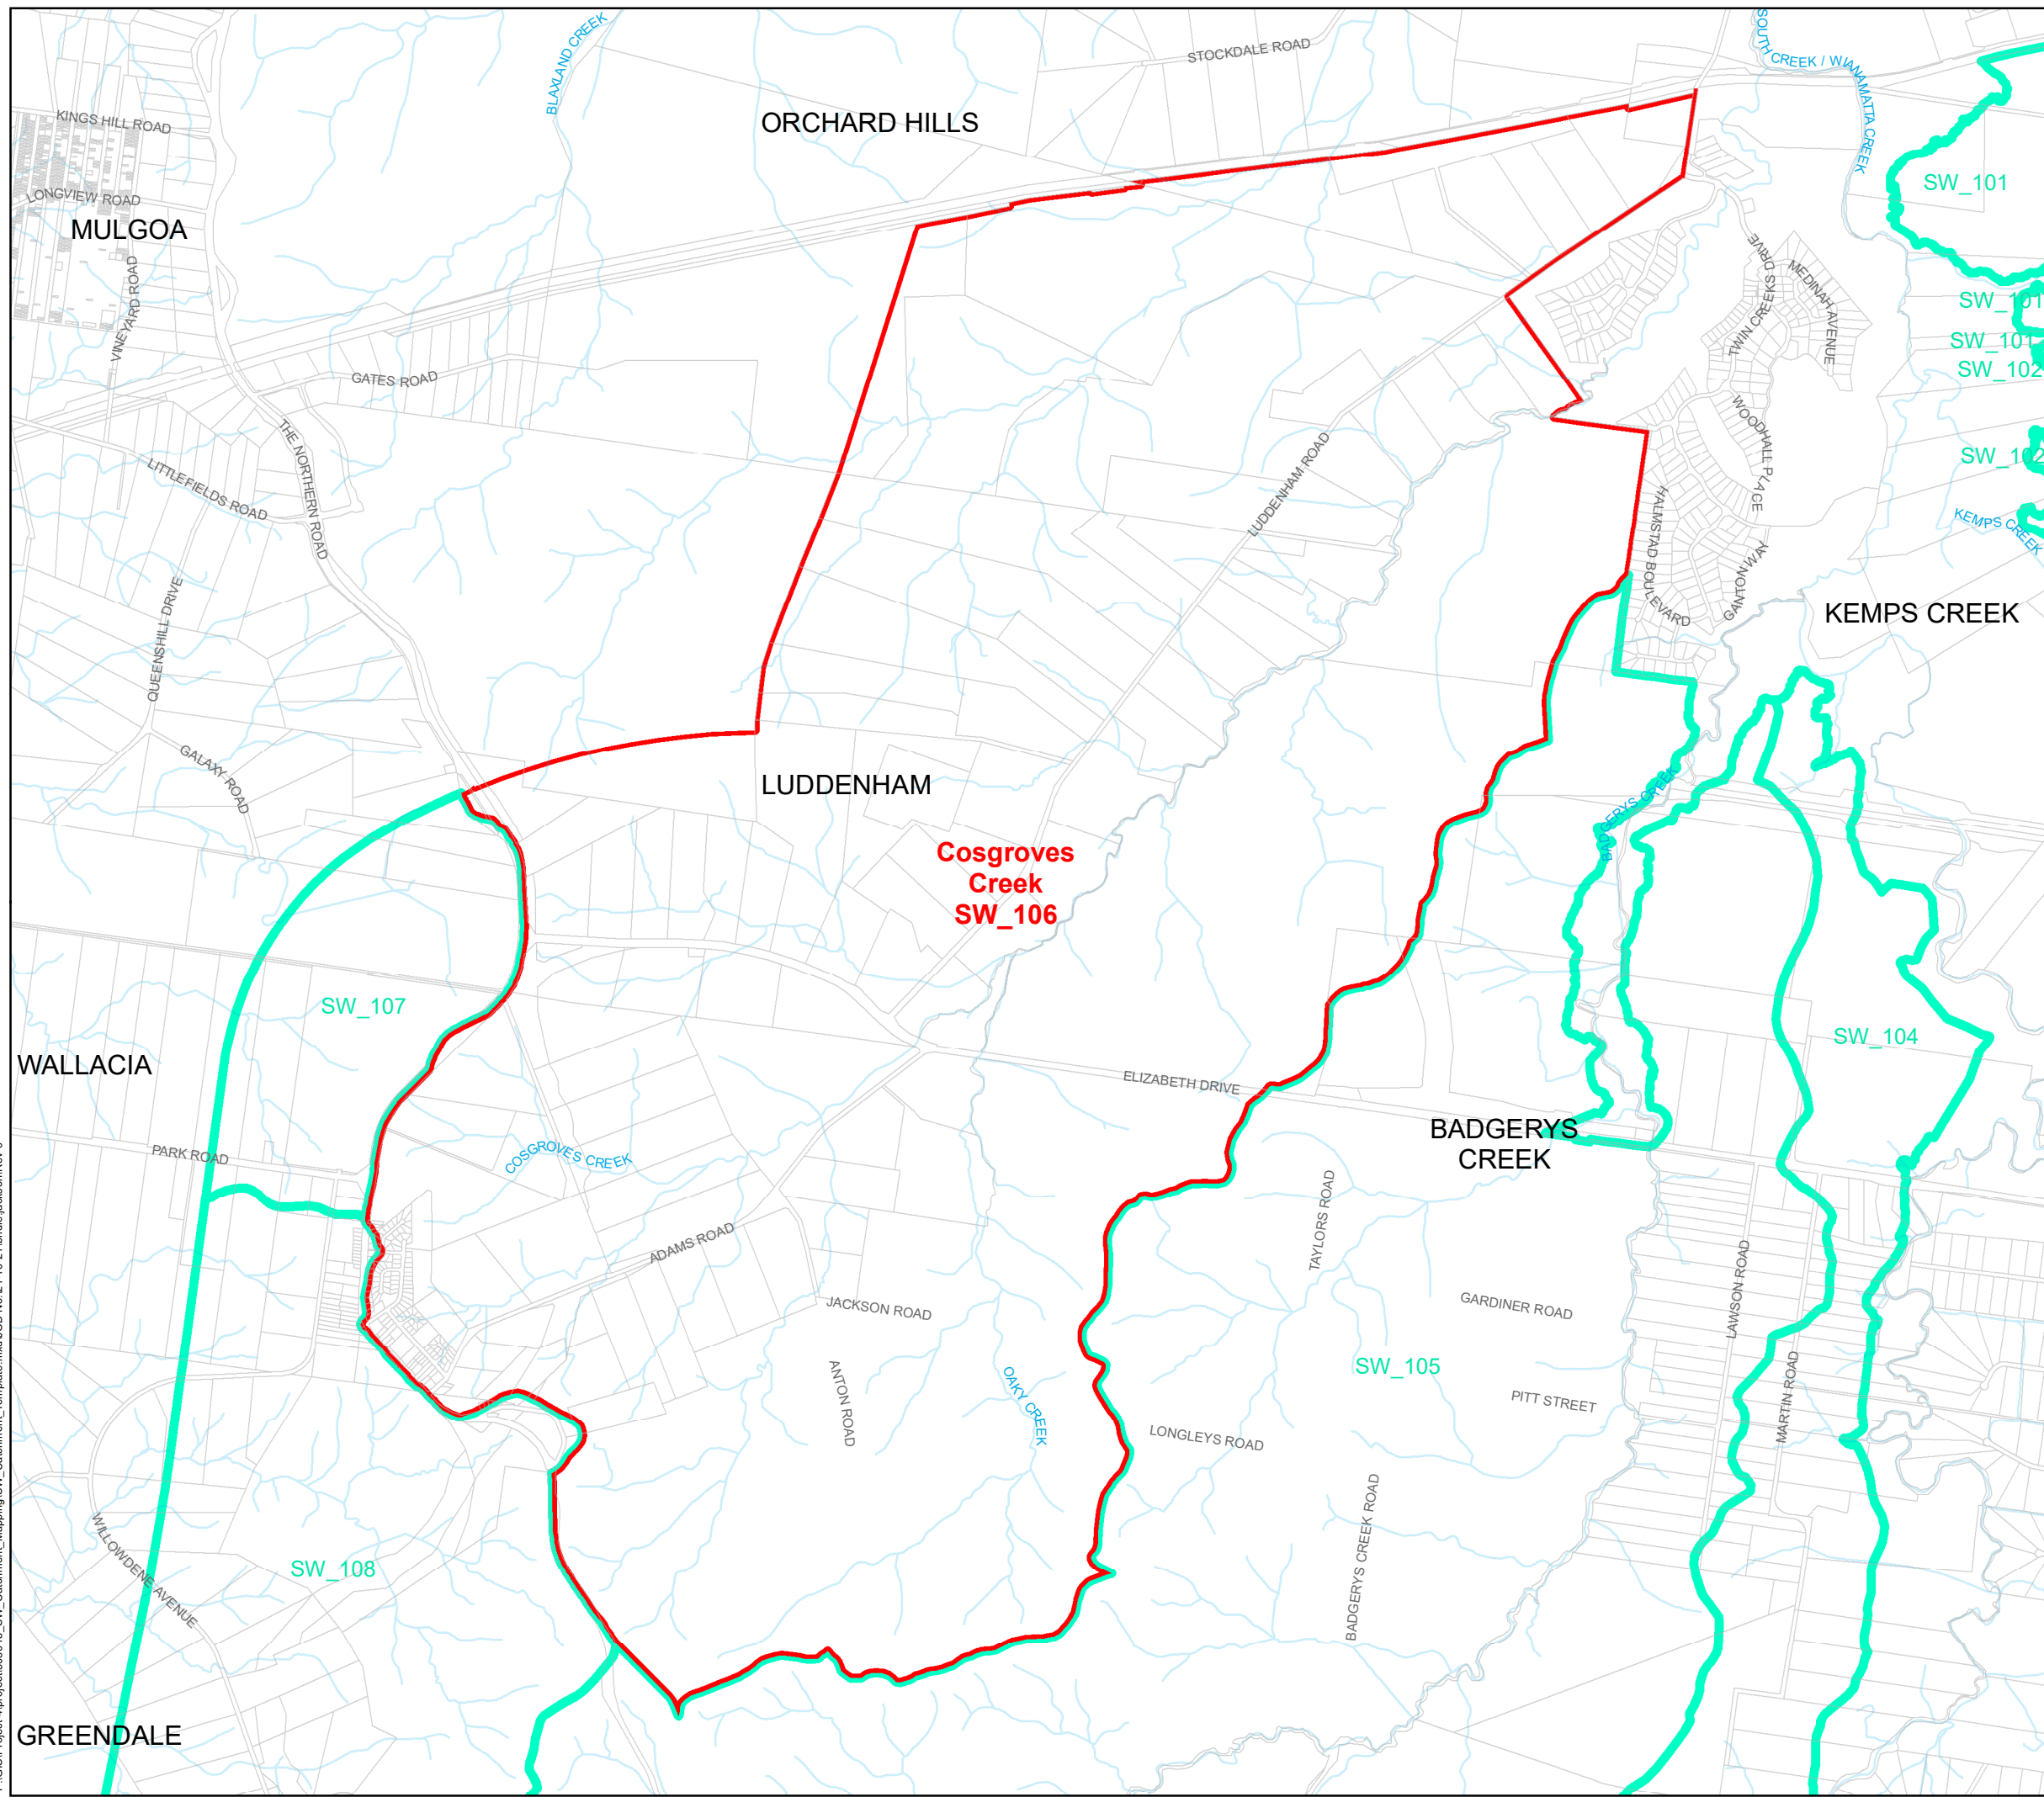 BLAXLAND CREEK
STOCKDALE ROAD
SOUTH CREEK / WIANAMATTA CREEK
KINGS HILL ROAD
ORCHARD HILLS
LONGVIEW ROAD
SW_101
MULGOA
VINEYARD ROAD
TWIN CREEKS DRIVE
MEDINAH AVENUE
SW_101
SW_101
SW_102
GATES ROAD
THE NORTHERN ROAD
LITTLEFIELDS ROAD
LUDDENHAM ROAD
WOODHALL PLACE
SW_102
KEMPS CREEK
HALMSTAD BOULEVARD
GANTON WAY
QUEENSHILL DRIVE
KEMPS CREEK
GALAXY ROAD
LUDDENHAM
BADGERYS CREEK
Cosgroves
Creek
SW_106
SW_107
SW_104
WALLACIA
ELIZABETH DRIVE
BADGERYS
CREEK
PARK ROAD
COSGROVES CREEK
TAYLORS ROAD
ADAMS ROAD
LAWSON ROAD
JACKSON ROAD
GARDINER ROAD
SW_105
ANTON ROAD
OAKY CREEK
PITT STREET
MARTIN ROAD
LONGLEYS ROAD
BADGERYS CREEK ROAD
WILLOWDENE AVENUE
SW_108
GREENDALE